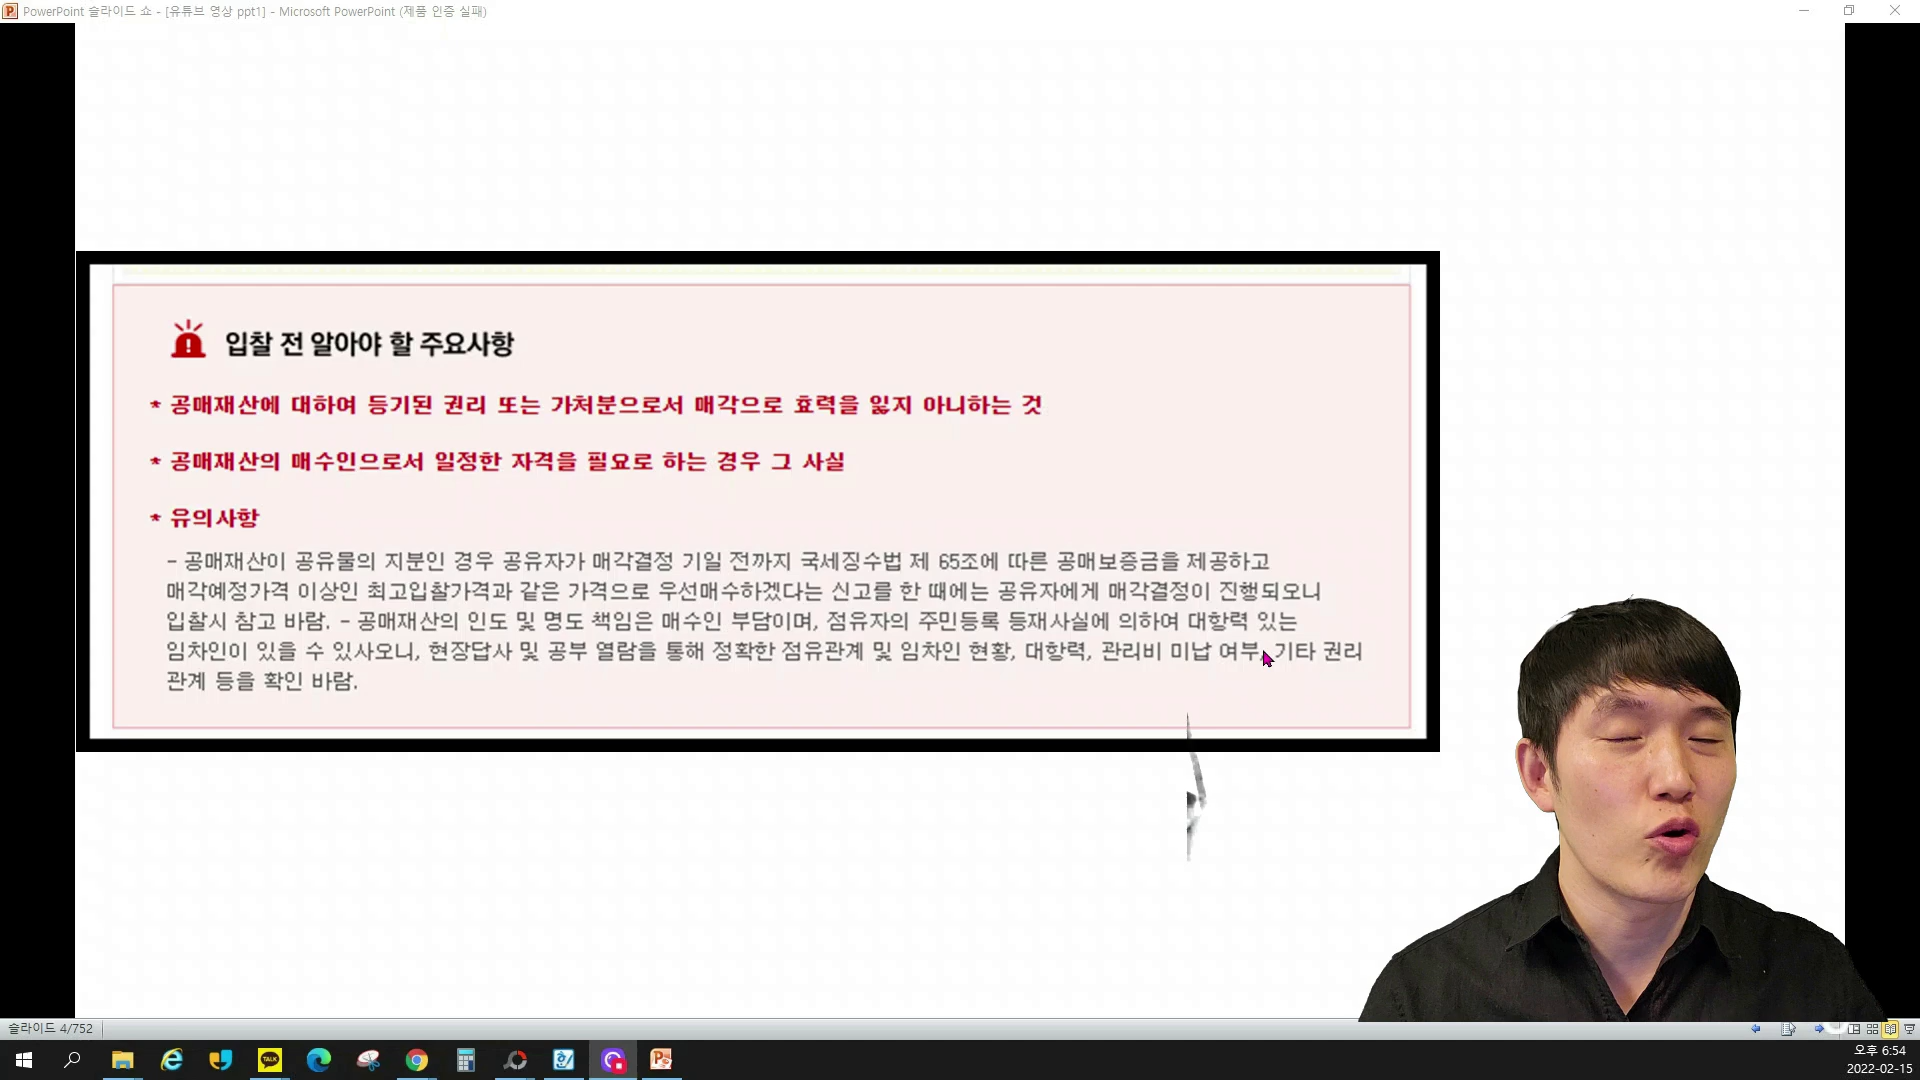 PowerPoint 슬라이드 쇼 - [유튜브 영상 ppt1] - Microsoft PowerPoint (제품 인증 실패)
입찰 전 알아야 할 주요사항
* 공매재산에 대하여 등기된 권리 또는 가처분으로서 매각으로 효력을 잃지 아니하는 것
* 공매재산의 매수인으로서 일정한 자격을 필요로 하는 경우 그 사실
* 유의사항
- 공매재산이 공유물의 지분인 경우 공유자가 매각결정 기일 전까지 국세징수법 제 65조에 따른 공매보증금을 제공하고
매각예정가격 이상인 최고입찰가격과 같은 가격으로 우선매수하겠다는 신고를 한 때에는 공유자에게 매각결정이 진행되오니
입찰시 참고 바람. - 공매재산의 인도 및 명도 책임은 매수인 부담이며, 점유자의 주민등록 등재사실에 의하여 대항력 있는
임차인이 있을 수 있사오니, 현장답사 및 공부 열람을 통해 정확한 점유관계 및 임차인 현황, 대항력, 관리비 미납 여부, 기타 권리
관계 등을 확인 바람.
슬라이드 4/752
TALK
오후 6:54
2022-02-15